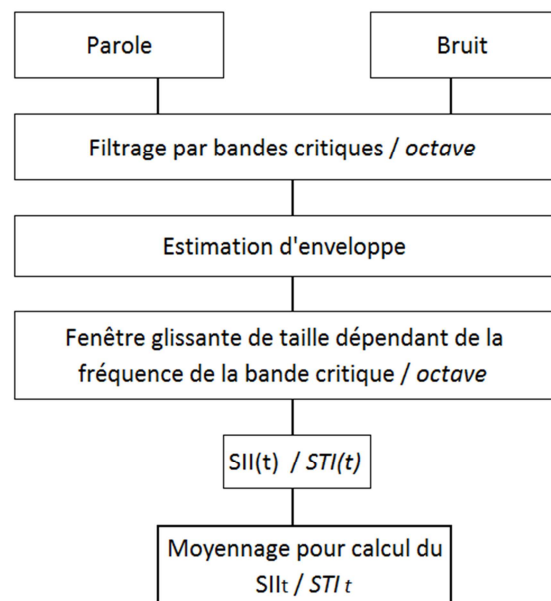 Parole
Bruit
Filtrage par bandes critiques / octave
Estimation d'enveloppe
Fenêtre glissante de taille dépendant de la
fréquence de la bande critique / octave
SII(t) / STI(t)
Moyennage pour calcul du
SIIt / STI t